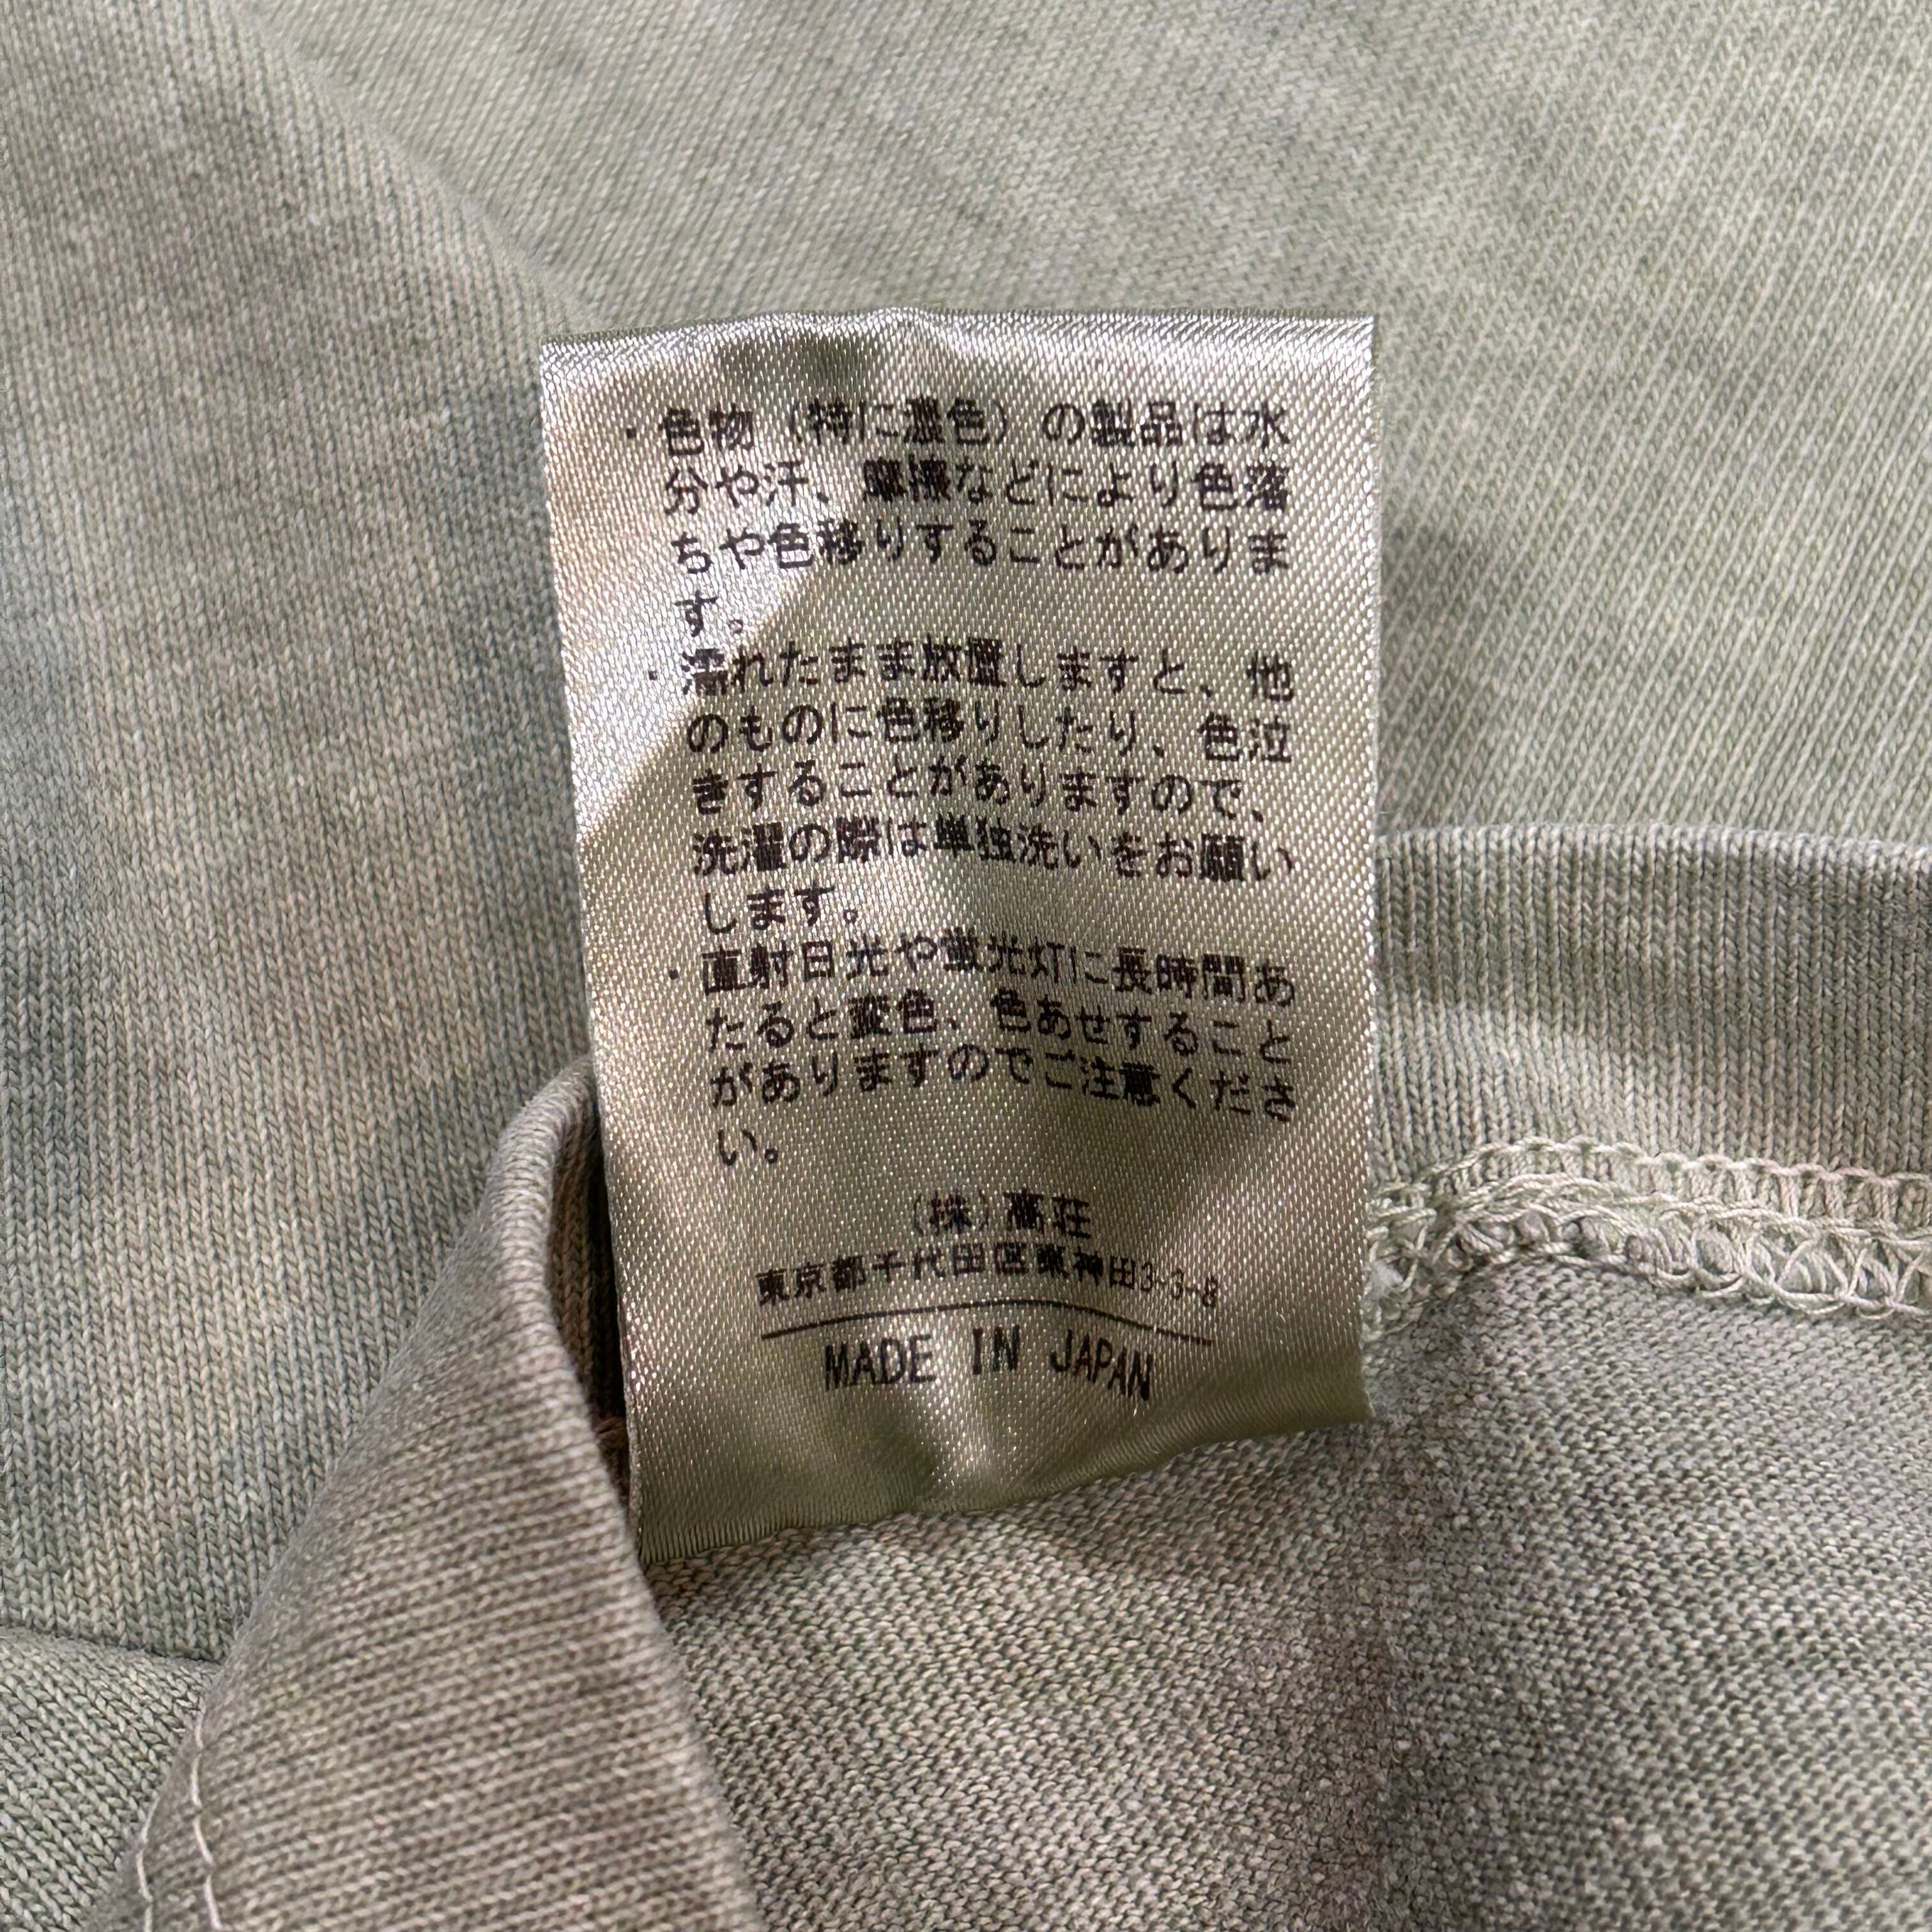 ・色物（特に濃色）の製品は水
分や汗、摩擦などにより色落
ちや色移りすることがありま
す。
・濡れたまま放置しますと、他
のものに色移りしたり、色泣
きすることがありますので、
洗濯の際は単独洗いをお願い
します。
・直射日光や蛍光灯に長時間あ
たると変色、色あせすること
がありますのでご注意くださ
い。
（株）高荘
東京都千代田区東神田3-3-8
MADE IN JAPAN